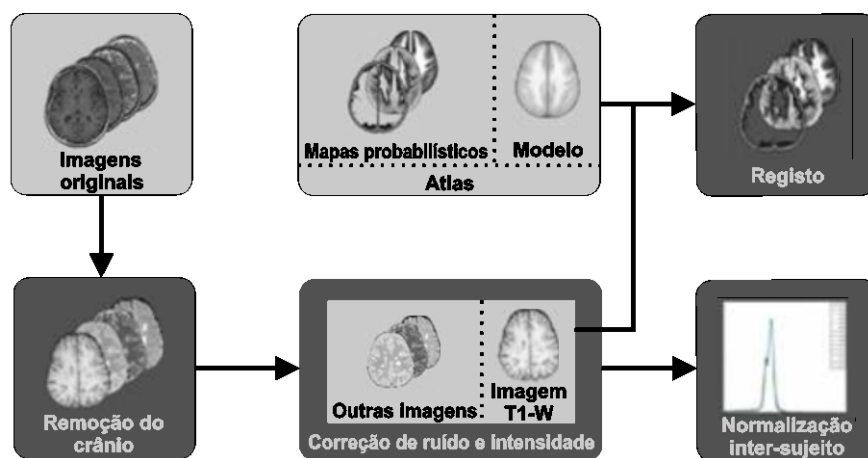 Imagens
originais
Mapas probabilísticos
Modelo
Atlas
Registo
Remoção do
crânio
Outras imagens
Imagem
T1-W
Correção de ruído e intensidade
Normalização
inter-sujeito